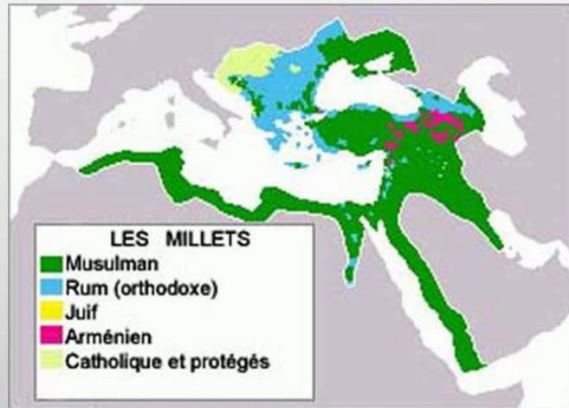 LES MILLETS
Musulman
Rum (orthodoxe)
Juif
Arménien
Catholique et protégés